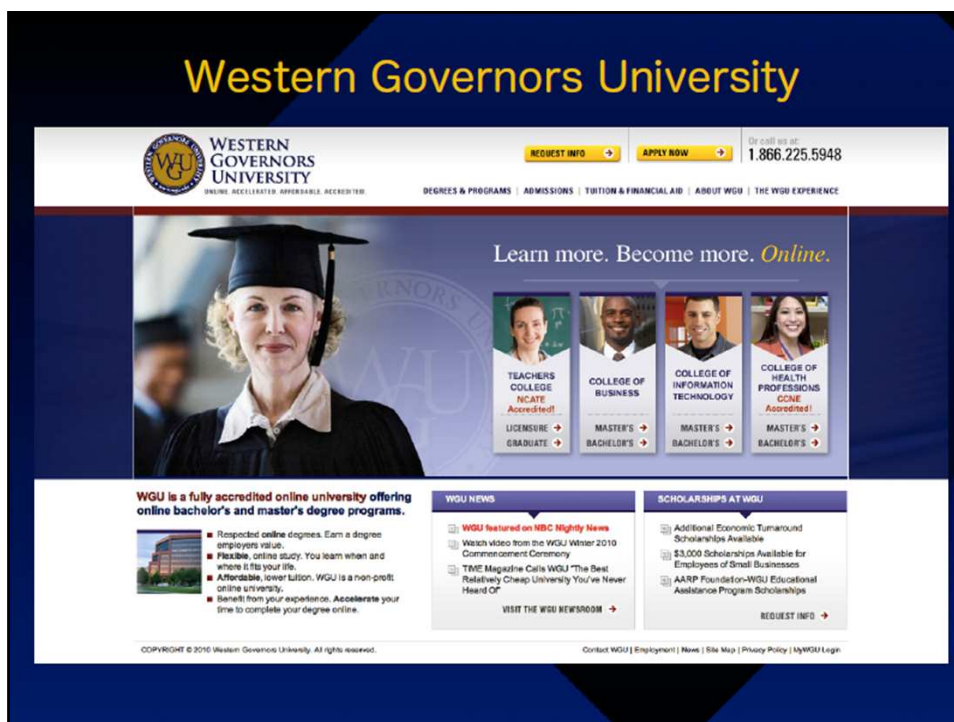 Western Governors University
WGU
WESTERN
GOVERNORS
UNIVERSITY
ONLINE. ACCELERATED. AFFORDABLE. ACCREDITED.
REQUEST INFO
APPLY NOW
Or call us at:
1.866.225.5948
DEGREES & PROGRAMS | ADMISSIONS | TUITION & FINANCIAL AID | ABOUT WGU | THE WGU EXPERIENCE
Learn more. Become more. Online.
TEACHERS
COLLEGE
NCATE
Accredited!
LICENSURE
GRADUATE
COLLEGE OF
BUSINESS
MASTER'S
BACHELOR'S
COLLEGE OF
INFORMATION
TECHNOLOGY
MASTER'S
BACHELOR'S
COLLEGE OF
HEALTH
PROFESSIONS
CCNE
Accredited!
MASTER'S
BACHELOR'S
WGU is a fully accredited online university offering
online bachelor's and master's degree programs.
Respected online degrees. Earn a degree
employers value.
Flexible, online study. You learn when and
where it fits your life.
Affordable, lower tuition. WGU is a non-profit
online university.
Benefit from your experience. Accelerate your
time to complete your degree online.
WGU NEWS
WGU featured on NBC Nightly News
Watch video from the WGU Winter 2010
Commencement Ceremony
TIME Magazine Calls WGU "The Best
Relatively Cheap University You've Never
Heard Of"
VISIT THE WGU NEWSROOM
SCHOLARSHIPS AT WGU
Additional Economic Turnaround
Scholarships Available
$3,000 Scholarships Available for
Employees of Small Businesses
AARP Foundation-WGU Educational
Assistance Program Scholarships
REQUEST INFO
COPYRIGHT © 2010 Western Governors University. All rights reserved.
Contact WGU | Employment | News | Site Map | Privacy Policy | MyWGU Login